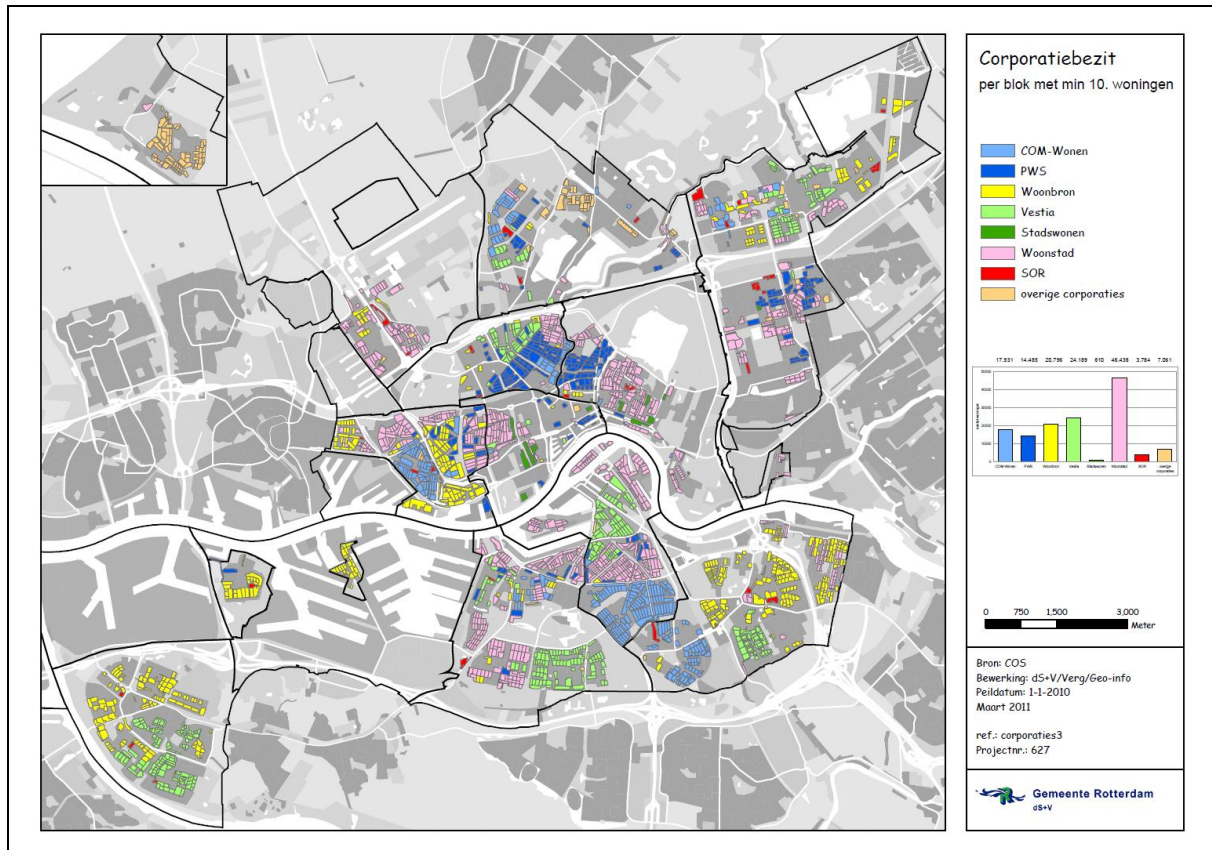 Corporatiebezit
per blok met min 10. woningen
COM-Wonen
PWS
Woonbron
Vestia
Stadswonen
Woonstad
SOR
overige corporaties
17.931 14.485 20.796 24.189 810 46.436 3.784 7.061
COM-Wonen PWS Woonbron Vestia Stadswonen Woonstad SOR overige
corporaties
0 750 1,500 3,000
Meter
Bron: COS
Bewerking: dS+V/Verg/Geo-info
Peildatum: 1-1-2010
Maart 2011
ref.: corporaties3
Projectnr.: 627
Gemeente Rotterdam
dS+V